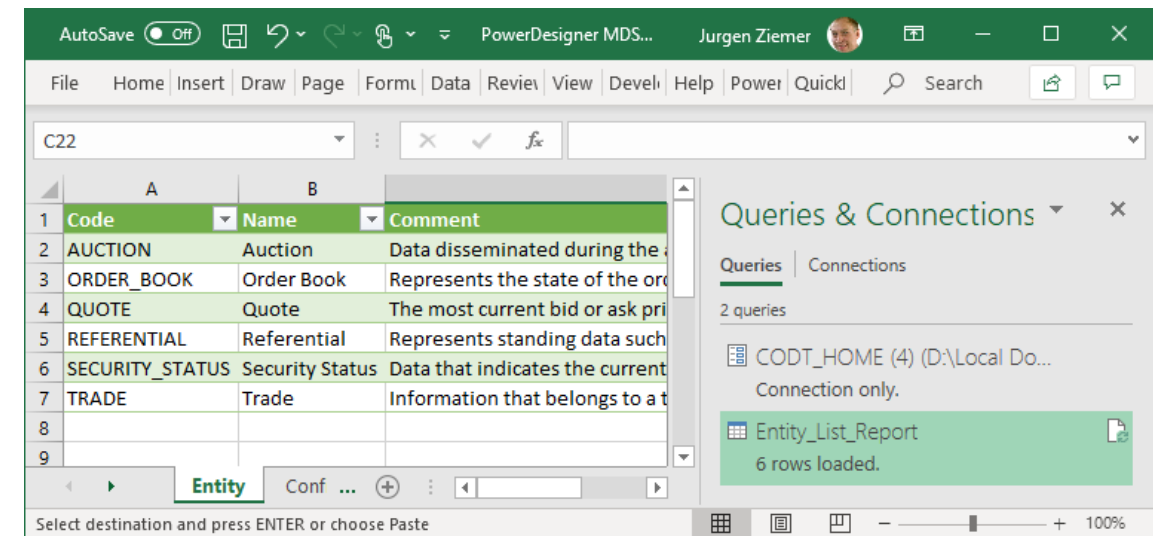 AutoSave Off PowerDesigner MDS... Jurgen Ziemer
File Home Insert Draw Page Formu Data Review View Develo Help Power Quickl Search
C22 fx
A B
1 Code Name Comment
2 AUCTION Auction Data disseminated during the a
3 ORDER_BOOK Order Book Represents the state of the ord
4 QUOTE Quote The most current bid or ask pri
5 REFERENTIAL Referential Represents standing data such
6 SECURITY_STATUS Security Status Data that indicates the current
7 TRADE Trade Information that belongs to a t
8
9
Queries & Connections
Queries Connections
2 queries
CODT_HOME (4) (D:\Local Do...
Connection only.
Entity_List_Report
6 rows loaded.
Entity Conf ...
Select destination and press ENTER or choose Paste 100%